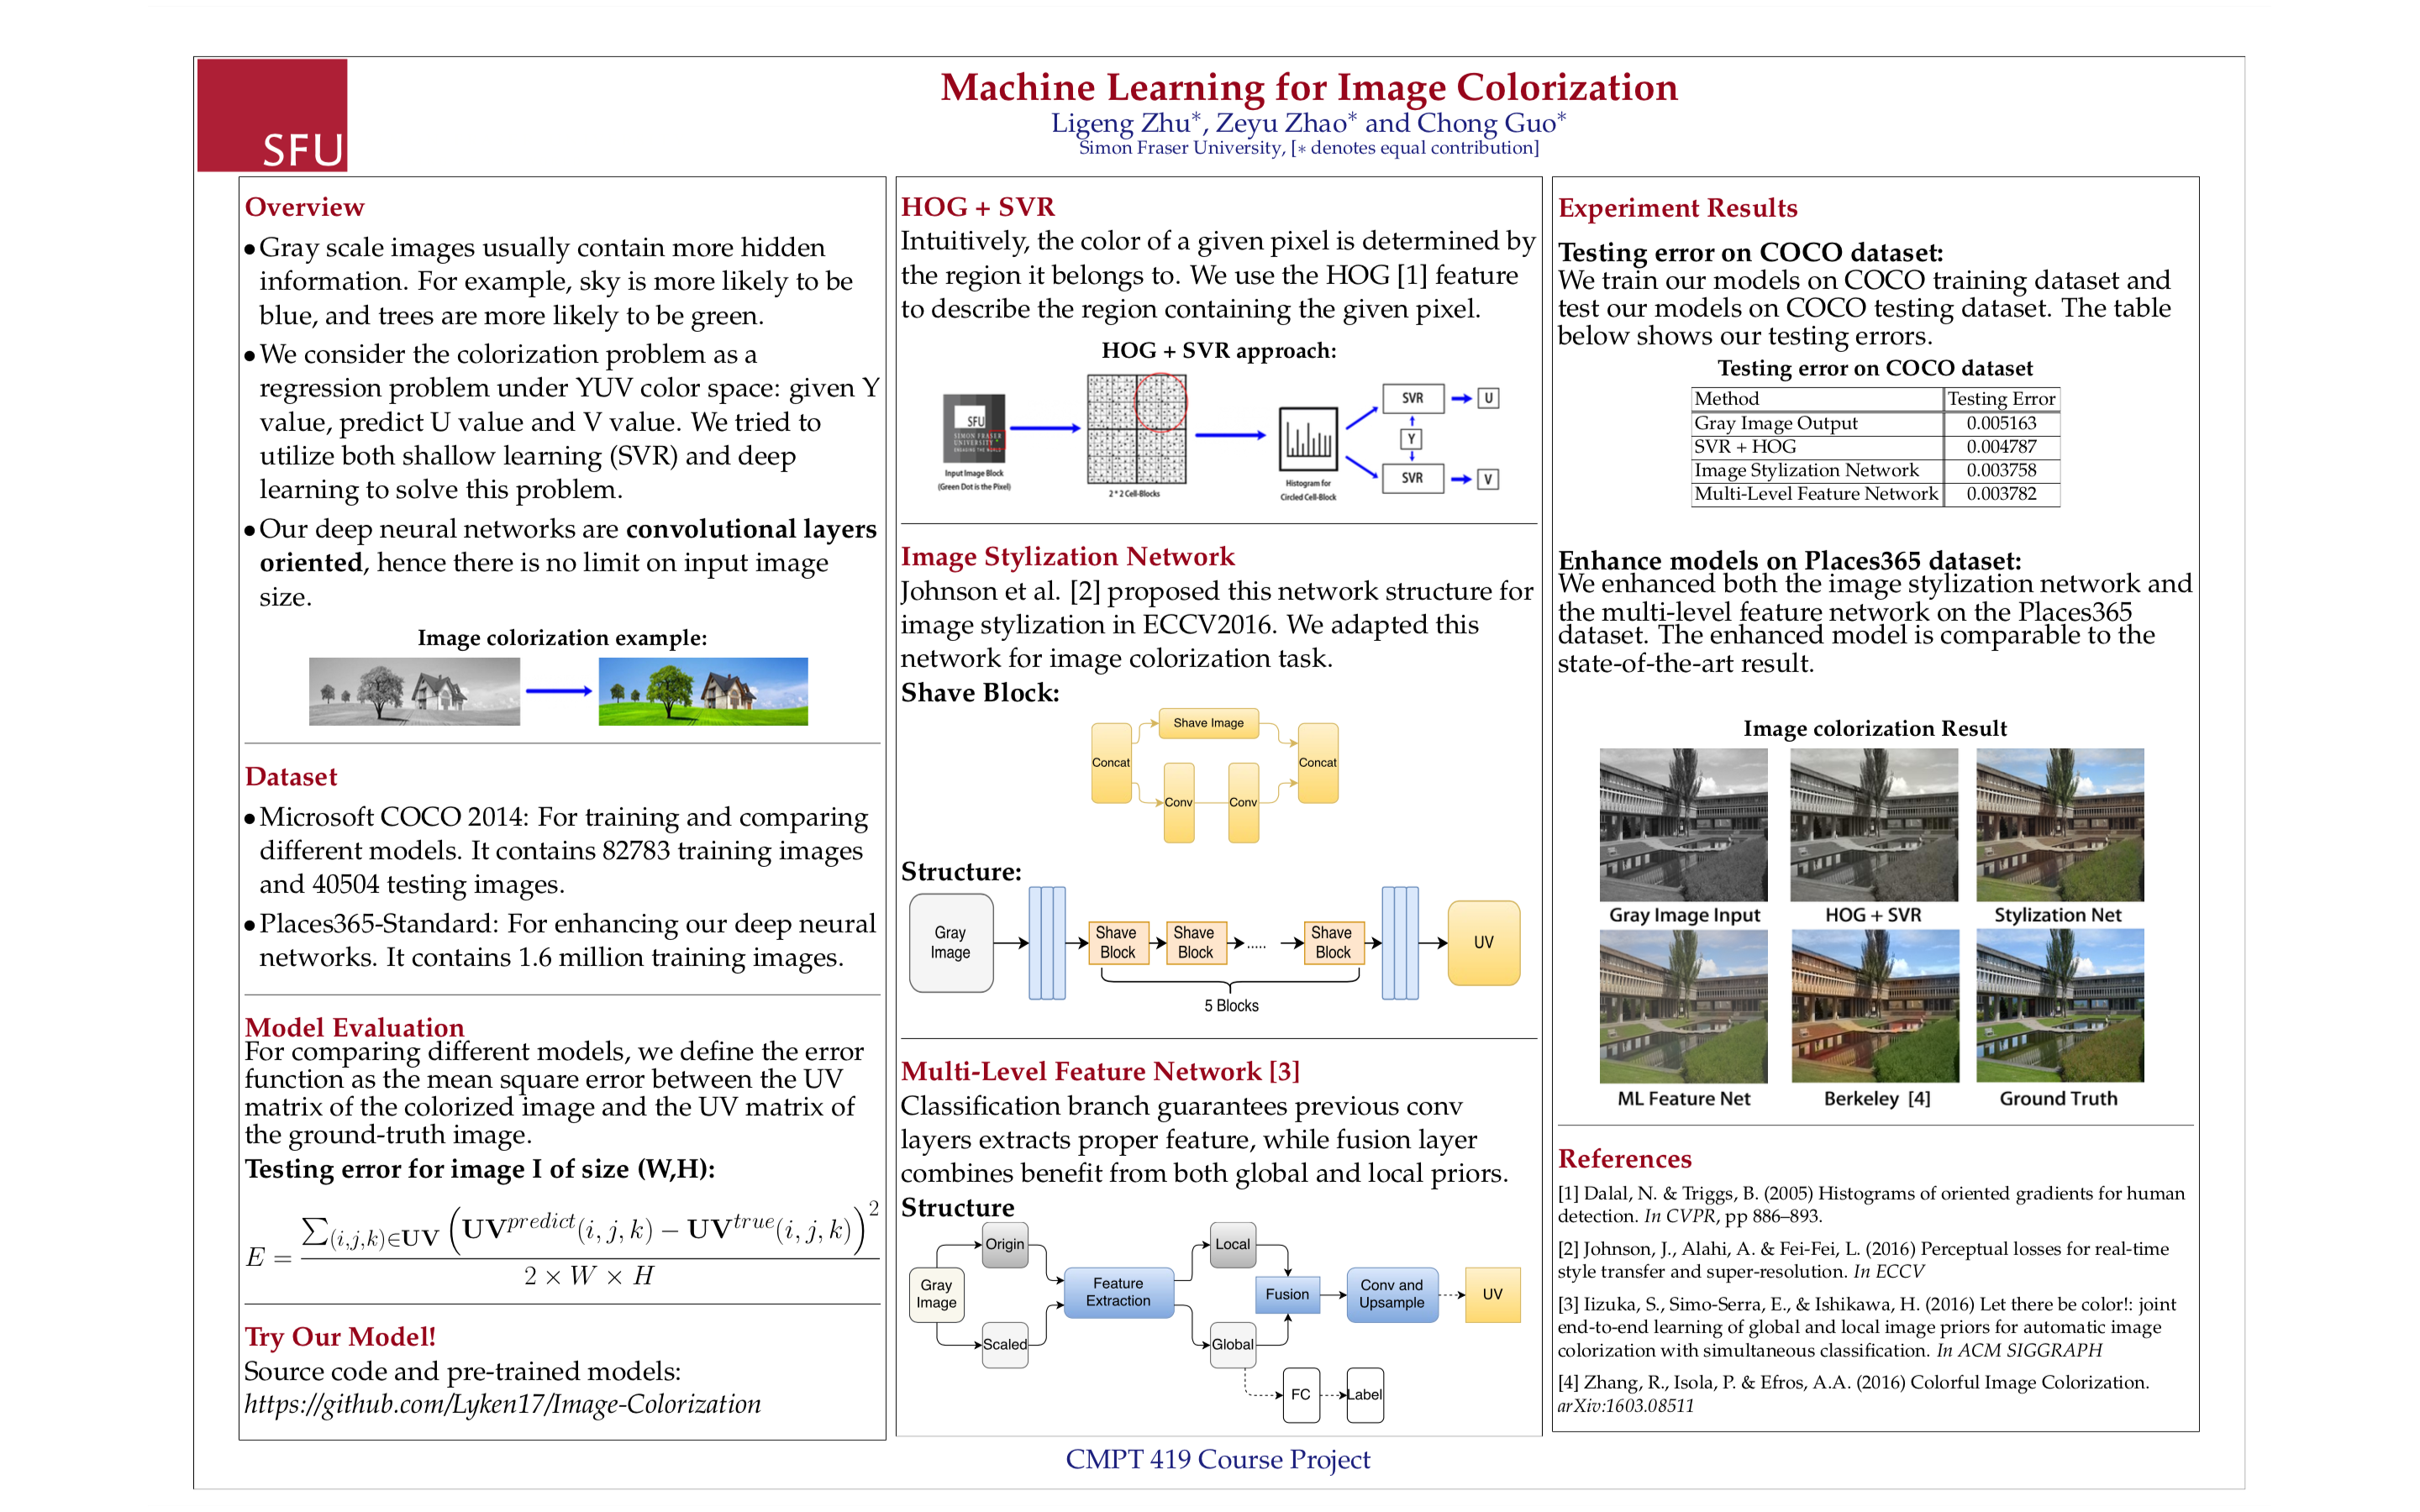 SFU
Machine Learning for Image Colorization
Ligeng Zhu*, Zeyu Zhao* and Chong Guo*
Simon Fraser University, [* denotes equal contribution]
Overview
• Gray scale images usually contain more hidden
information. For example, sky is more likely to be
blue, and trees are more likely to be green.
• We consider the colorization problem as a
regression problem under YUV color space: given Y
value, predict U value and V value. We tried to
utilize both shallow learning (SVR) and deep
learning to solve this problem.
• Our deep neural networks are convolutional layers
oriented, hence there is no limit on input image
size.
Image colorization example:
Dataset
• Microsoft COCO 2014: For training and comparing
different models. It contains 82783 training images
and 40504 testing images.
• Places365-Standard: For enhancing our deep neural
networks. It contains 1.6 million training images.
Model Evaluation
For comparing different models, we define the error
function as the mean square error between the UV
matrix of the colorized image and the UV matrix of
the ground-truth image.
Testing error for image I of size (W,H):
E = ∑(i,j,k)∈UV (UV^predict(i, j, k) − UV^true(i, j, k))^2
2 × W × H
Try Our Model!
Source code and pre-trained models:
https://github.com/Lyken17/Image-Colorization
HOG + SVR
Intuitively, the color of a given pixel is determined by
the region it belongs to. We use the HOG [1] feature
to describe the region containing the given pixel.
HOG + SVR approach:
SFU
SIMON FRASER
UNIVERSITY
ENGAGING THE WORLD
Input Image Block
(Green Dot is the Pixel)
2 * 2 Cell-Blocks
Histogram for
Circled Cell-Block
SVR
U
Y
SVR
V
Image Stylization Network
Johnson et al. [2] proposed this network structure for
image stylization in ECCV2016. We adapted this
network for image colorization task.
Shave Block:
Shave Image
Concat
Concat
Conv
Conv
Structure:
Gray
Image
Shave
Block
Shave
Block
.....
Shave
Block
UV
5 Blocks
Multi-Level Feature Network [3]
Classification branch guarantees previous conv
layers extracts proper feature, while fusion layer
combines benefit from both global and local priors.
Structure
Origin
Local
Gray
Image
Feature
Extraction
Fusion
Conv and
Upsample
UV
Scaled
Global
FC
Label
Experiment Results
Testing error on COCO dataset:
We train our models on COCO training dataset and
test our models on COCO testing dataset. The table
below shows our testing errors.
Testing error on COCO dataset
Method Testing Error
Gray Image Output 0.005163
SVR + HOG 0.004787
Image Stylization Network 0.003758
Multi-Level Feature Network 0.003782
Enhance models on Places365 dataset:
We enhanced both the image stylization network and
the multi-level feature network on the Places365
dataset. The enhanced model is comparable to the
state-of-the-art result.
Image colorization Result
Gray Image Input HOG + SVR Stylization Net
ML Feature Net Berkeley [4] Ground Truth
References
[1] Dalal, N. & Triggs, B. (2005) Histograms of oriented gradients for human
detection. In CVPR, pp 886–893.
[2] Johnson, J., Alahi, A. & Fei-Fei, L. (2016) Perceptual losses for real-time
style transfer and super-resolution. In ECCV
[3] Iizuka, S., Simo-Serra, E., & Ishikawa, H. (2016) Let there be color!: joint
end-to-end learning of global and local image priors for automatic image
colorization with simultaneous classification. In ACM SIGGRAPH
[4] Zhang, R., Isola, P. & Efros, A.A. (2016) Colorful Image Colorization.
arXiv:1603.08511
CMPT 419 Course Project